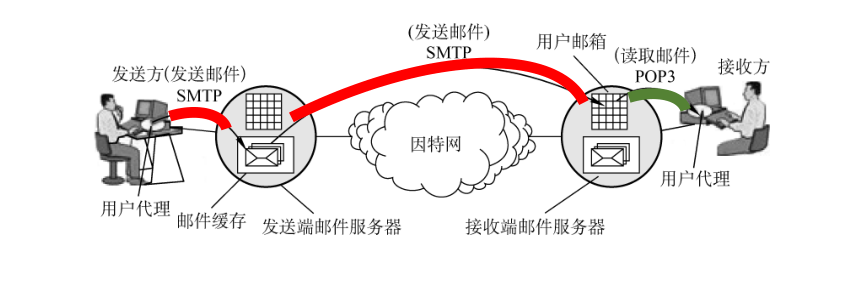 (发送邮件)
SMTP
用户邮箱
(读取邮件)
POP3
接收方
发送方(发送邮件)
SMTP
因特网
用户代理
用户代理
邮件缓存
发送端邮件服务器
接收端邮件服务器